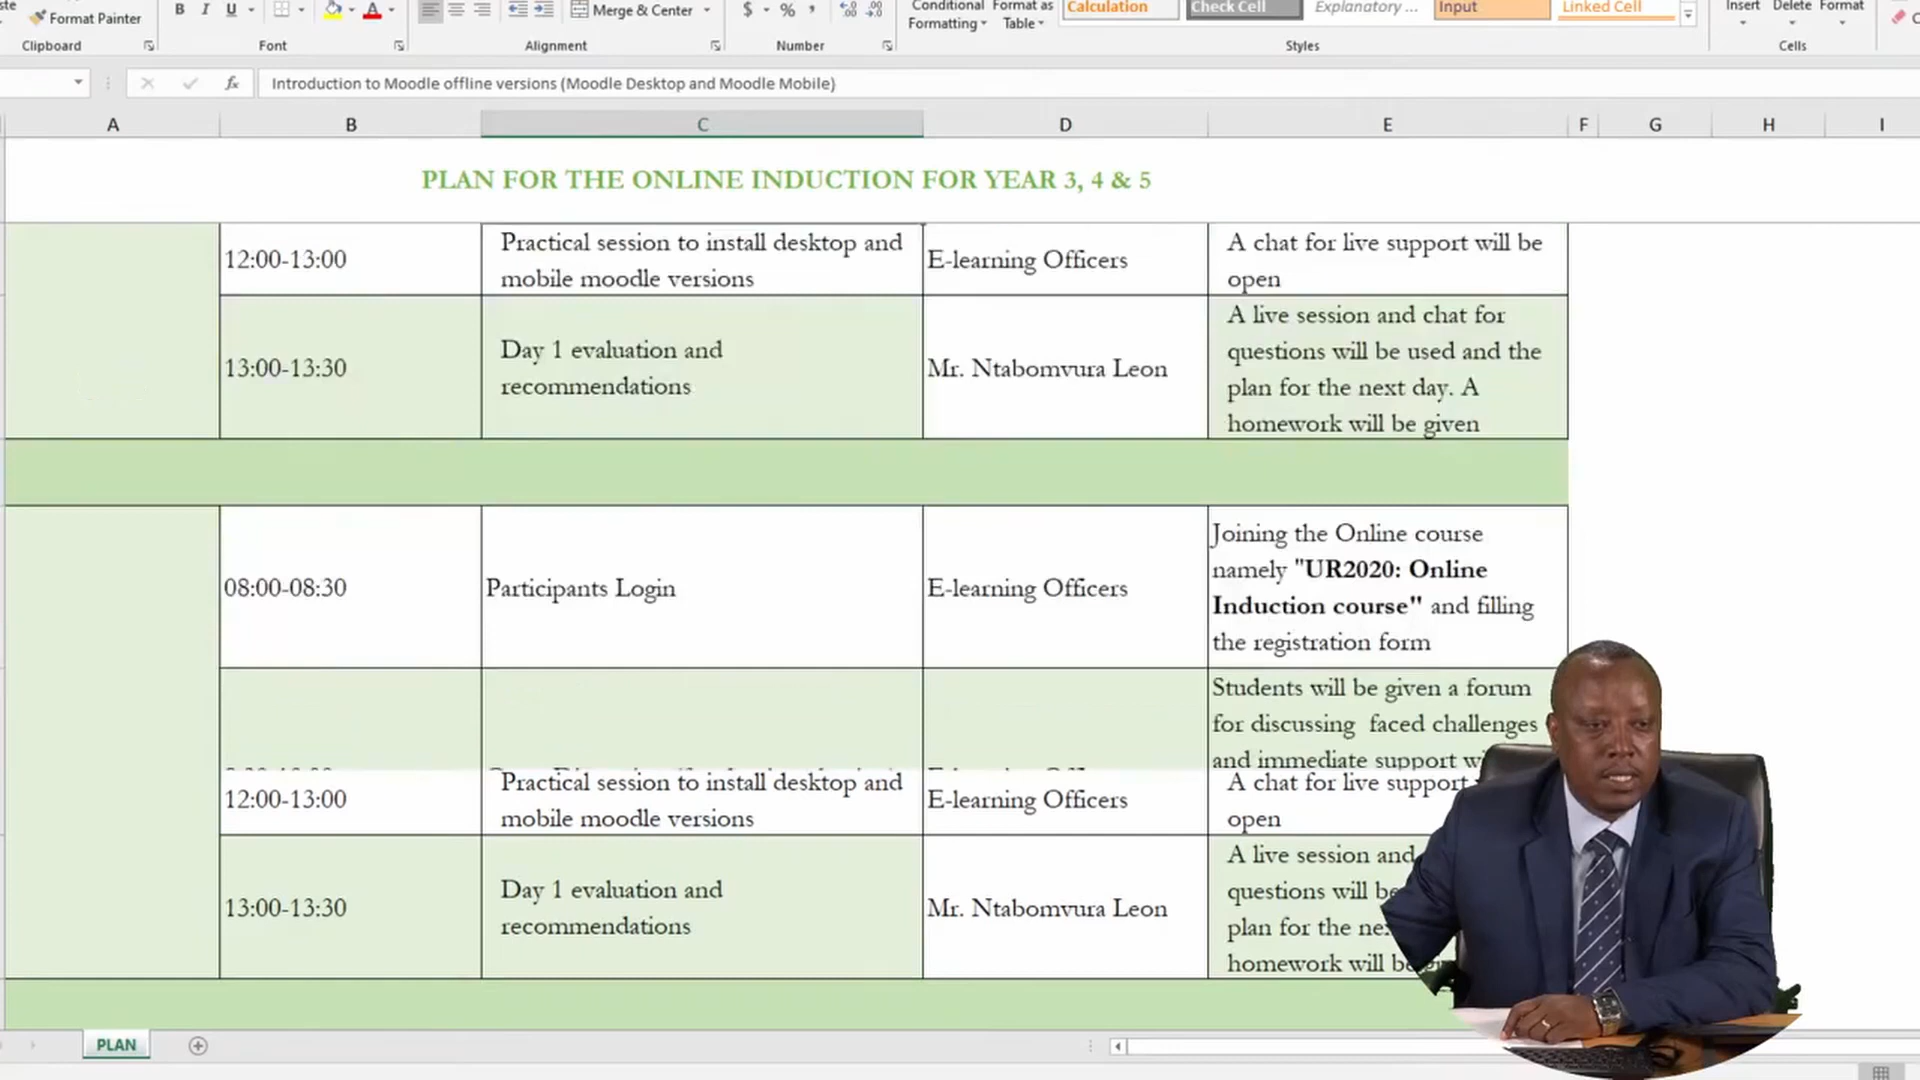 Format Painter
B I U
Merge & Center
$ % ,
Conditional
Formatting
Format as
Table
Calculation
Check Cell
Explanatory ...
Input
Linked Cell
Insert
Delete
Format
Clipboard
Font
Alignment
Number
Styles
Cells
fx
Introduction to Moodle offline versions (Moodle Desktop and Moodle Mobile)
A B C D E F G H I
PLAN FOR THE ONLINE INDUCTION FOR YEAR 3, 4 & 5
12:00-13:00
Practical session to install desktop and
mobile moodle versions
E-learning Officers
A chat for live support will be
open
13:00-13:30
Day 1 evaluation and
recommendations
Mr. Ntabomvura Leon
A live session and chat for
questions will be used and the
plan for the next day. A
homework will be given
08:00-08:30
Participants Login
E-learning Officers
Joining the Online course
namely "UR2020: Online
Induction course" and filling
the registration form
Students will be given a forum
for discussing faced challenges
and immediate support
12:00-13:00
Practical session to install desktop and
mobile moodle versions
E-learning Officers
A chat for live support
open
13:00-13:30
Day 1 evaluation and
recommendations
Mr. Ntabomvura Leon
A live session and
questions will
plan for the
homework will
PLAN